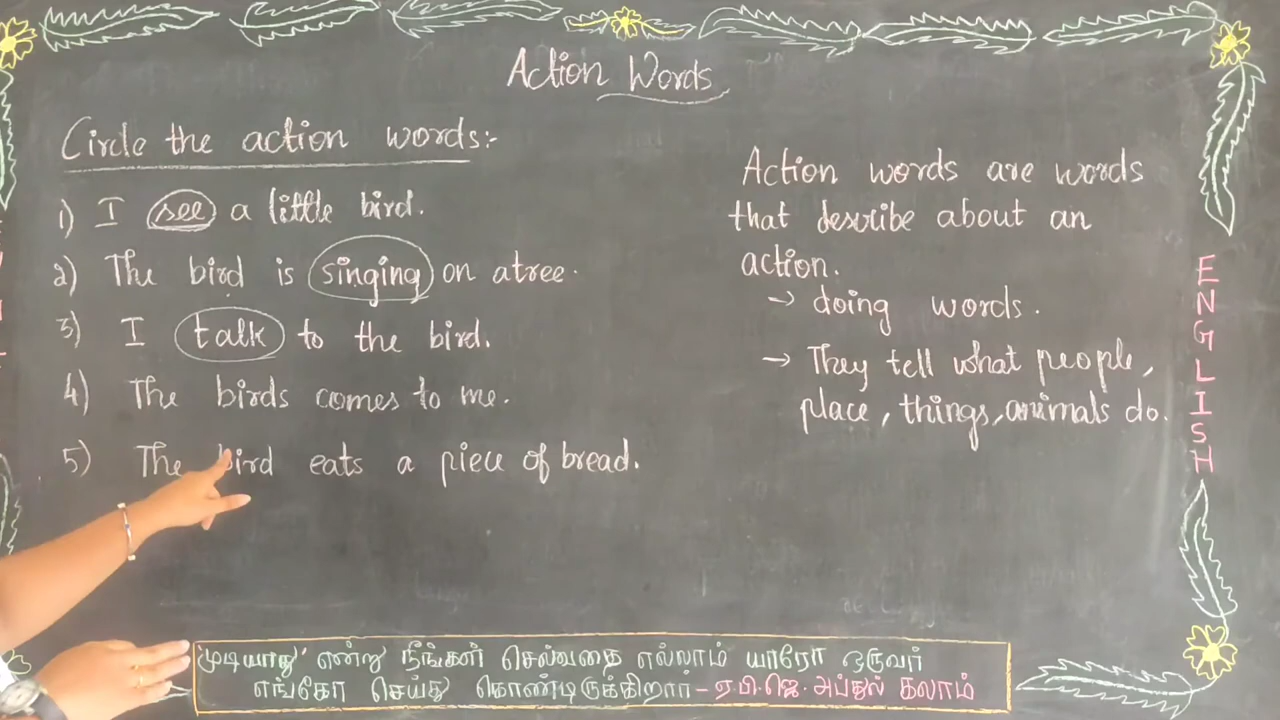 Action Words
Circle the action words:-
1) I see a little bird.
2) The bird is singing on a tree.
3) I talk to the bird.
4) The birds comes to me.
5) The bird eats a piece of bread.
Action words are words
that describe about an
action.
→ doing words.
→ They tell what people,
place, things, animals do.
ENGLISH
'முடியாது' என்று நீங்கள் செல்வதை எல்லாம் யாரோ ஒருவர்
எங்கோ செய்து கொண்டிருக்கிறார் - ஏ.பி.ஜெ. அப்துல் கலாம்